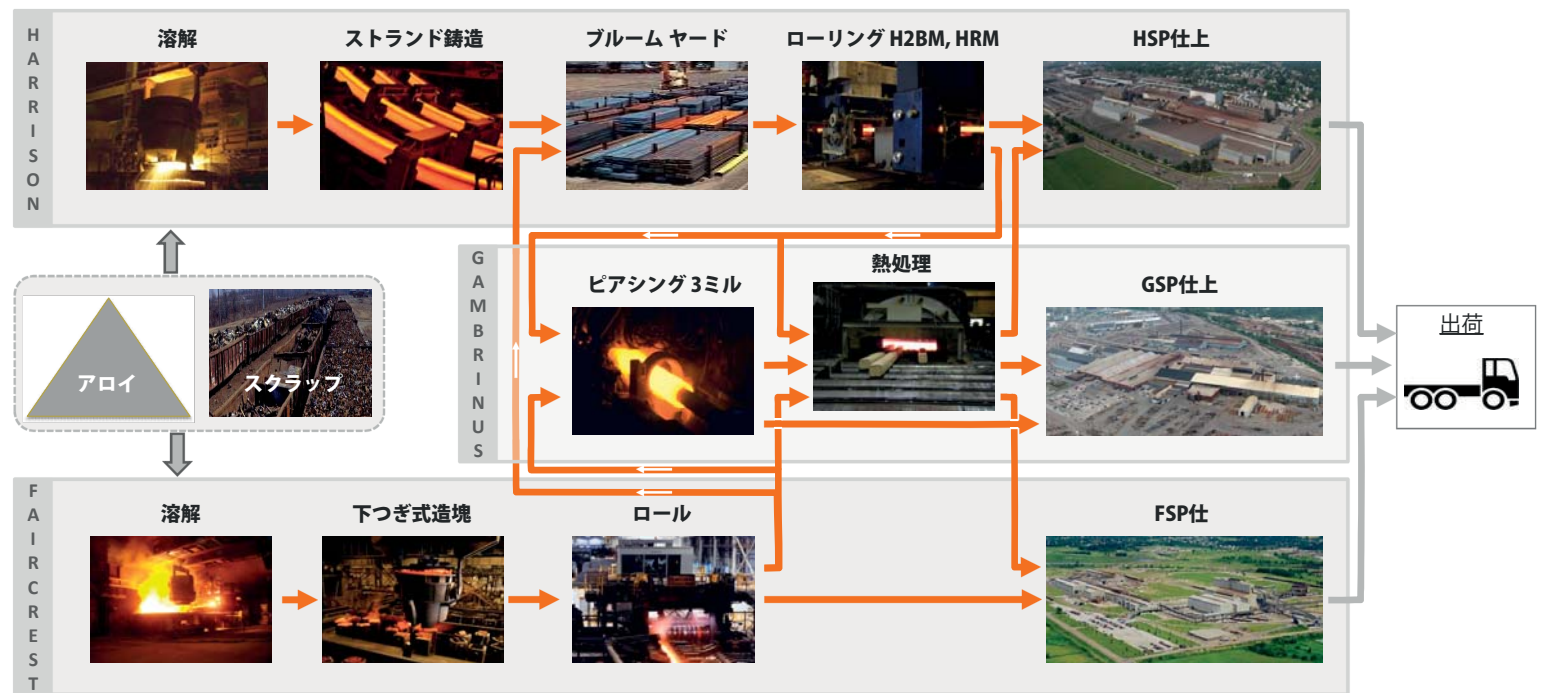 HARRISON
溶解
ストランド鋳造
ブルーム ヤード
ローリング H2BM, HRM
HSP仕上
アロイ
スクラップ
GAMBRINUS
ピアシング 3ミル
熱処理
GSP仕上
出荷
FAIRCREST
溶解
下つぎ式造塊
ロール
FSP仕